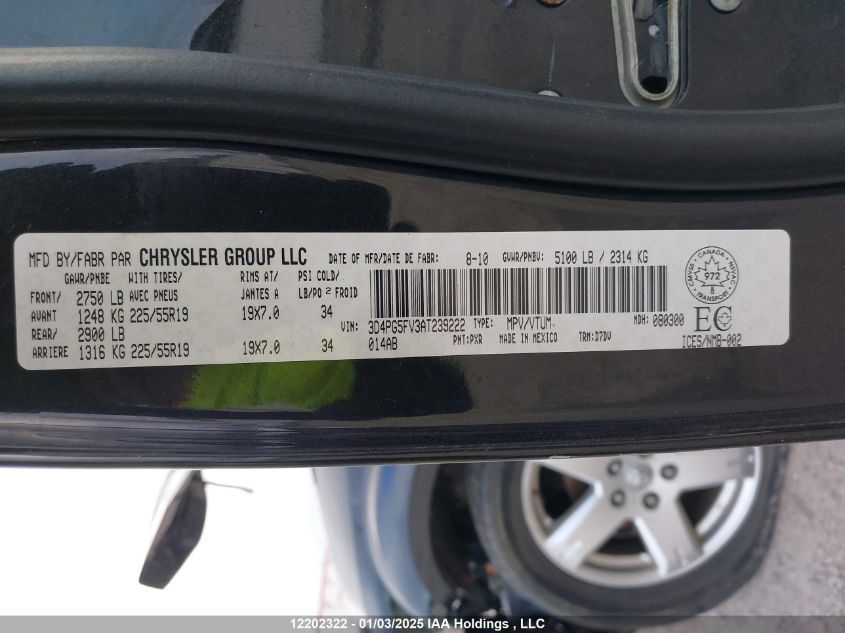 MFD BY/FABR PAR CHRYSLER GROUP LLC DATE OF MFR/DATE DE FABR: 8-10 GVWR/PNBV: 5100 LB / 2314 KG
GAWR/PNBE WITH TIRES/ RIMS AT/ PSI COLD/
FRONT/ 2750 LB AVEC PNEUS JANTES A LB/PO 2 FROID
AVANT 1248 KG 225/55R19 19X7.0 34
REAR/ 2900 LB
ARRIERE 1316 KG 225/55R19 19X7.0 34
VIN: 3D4PG5FV3AT239222 TYPE: MPV/VTUM. MDH: 080300
014AB PNT:PXR MADE IN MEXICO TRM:D7DV
CANADA
CMVSS NSVAC
972
TRANSPORT
EC
ICES/NMB-002
12202322 - 01/03/2025 IAA Holdings , LLC